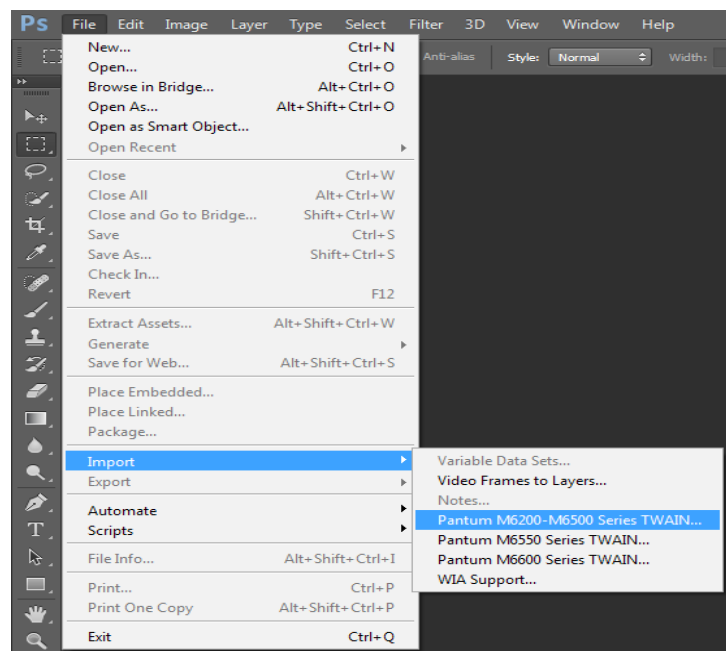 Ps File Edit Image Layer Type Select Filter 3D View Window Help
Anti-alias Style: Normal Width:
New... Ctrl+N
Open... Ctrl+O
Browse in Bridge... Alt+Ctrl+O
Open As... Alt+Shift+Ctrl+O
Open as Smart Object...
Open Recent
Close Ctrl+W
Close All Alt+Ctrl+W
Close and Go to Bridge... Shift+Ctrl+W
Save Ctrl+S
Save As... Shift+Ctrl+S
Check In...
Revert F12
Extract Assets... Alt+Shift+Ctrl+W
Generate
Save for Web... Alt+Shift+Ctrl+S
Place Embedded...
Place Linked...
Package...
Import
Export
Automate
Scripts
File Info... Alt+Shift+Ctrl+I
Print... Ctrl+P
Print One Copy Alt+Shift+Ctrl+P
Exit Ctrl+Q
Variable Data Sets...
Video Frames to Layers...
Notes...
Pantum M6200-M6500 Series TWAIN...
Pantum M6550 Series TWAIN...
Pantum M6600 Series TWAIN...
WIA Support...